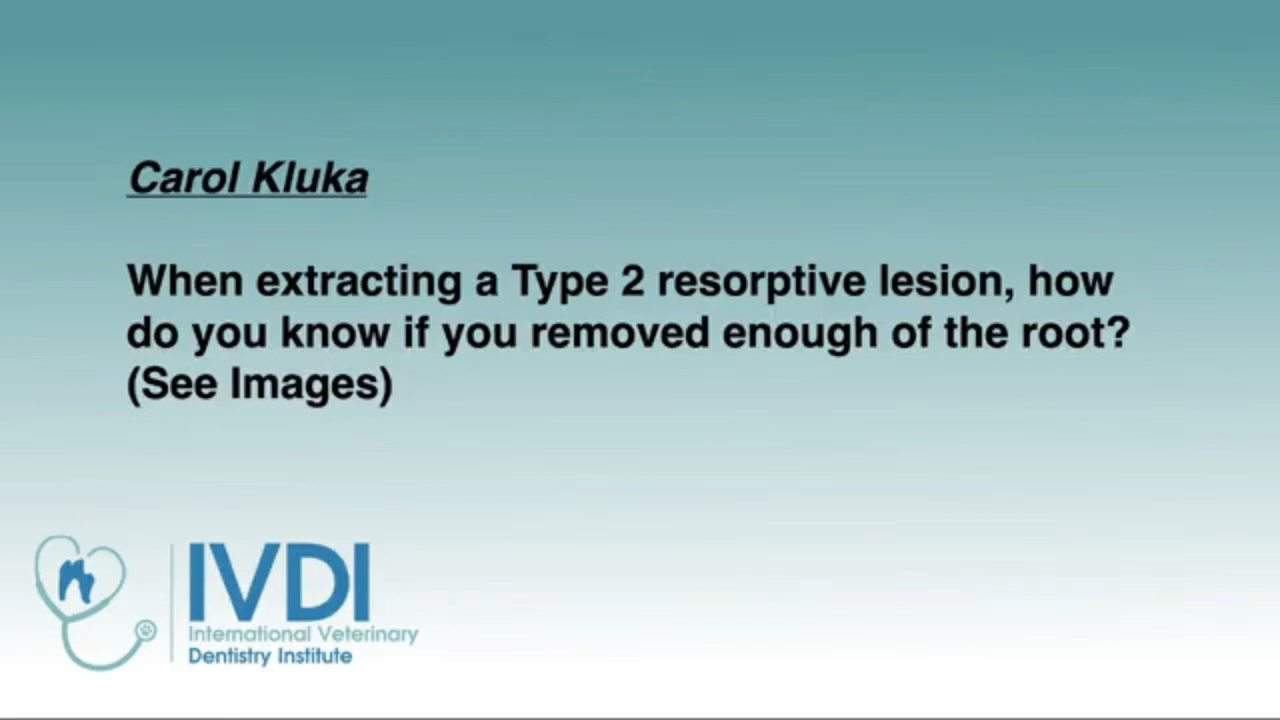 Carol Kluka
When extracting a Type 2 resorptive lesion, how
do you know if you removed enough of the root?
(See Images)
IVDI
International Veterinary
Dentistry Institute